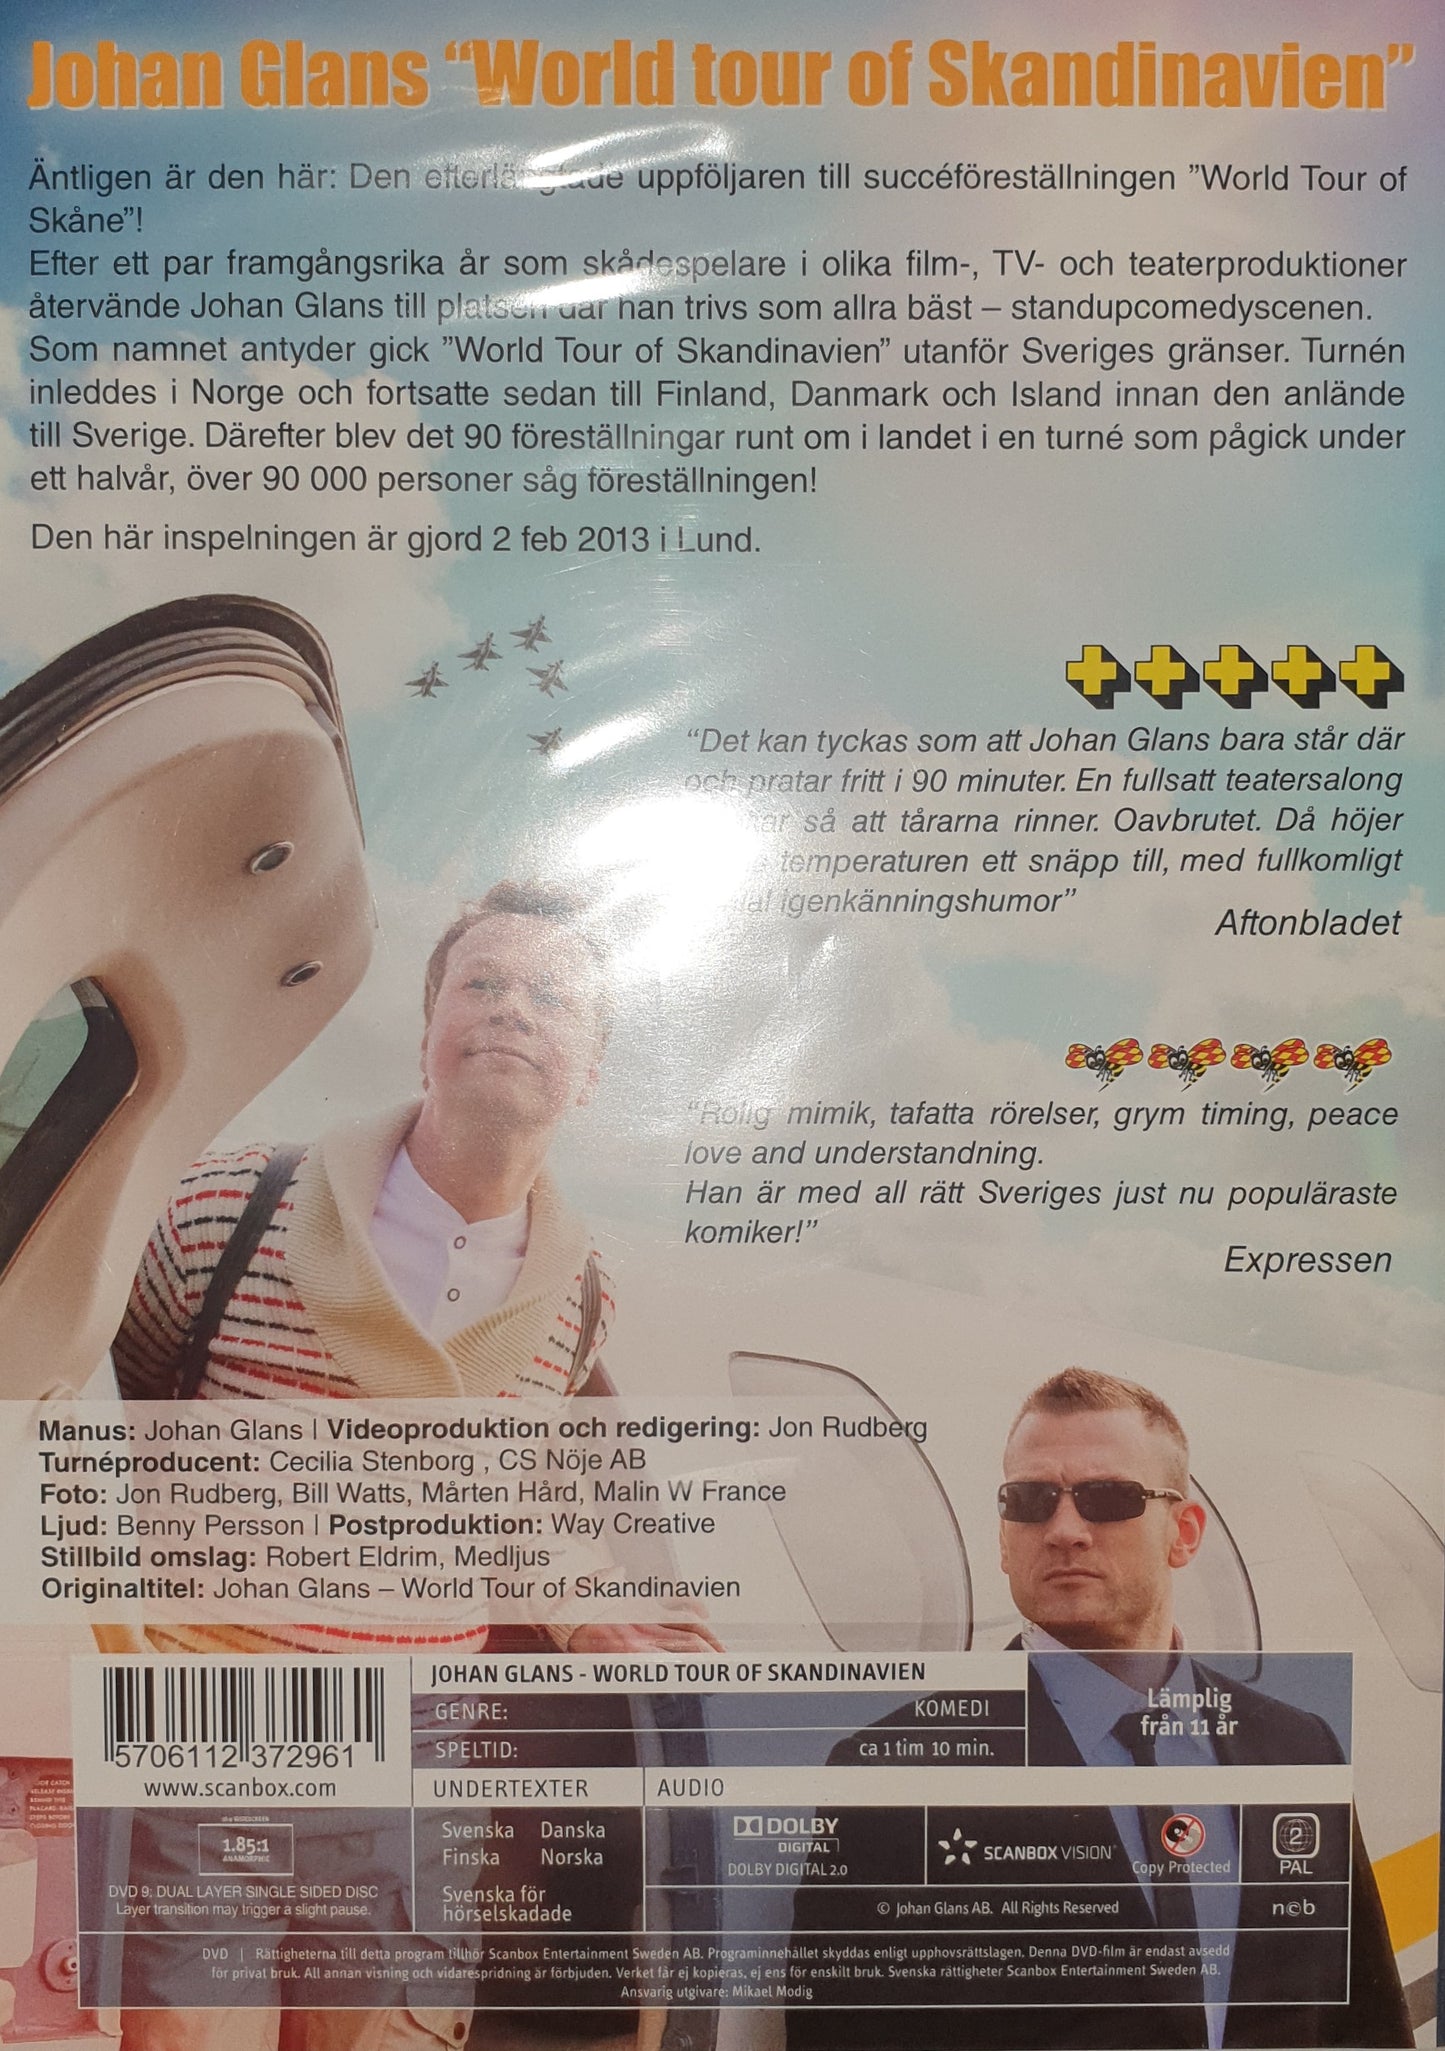 Johan Glans “World tour of Skandinavien”
Äntligen är den här: Den efterlängtade uppföljaren till succéföreställningen ”World Tour of
Skåne”!
Efter ett par framgångsrika år som skådespelare i olika film-, TV- och teaterproduktioner
återvände Johan Glans till platsen där han trivs som allra bäst – standupcomedyscenen.
Som namnet antyder gick ”World Tour of Skandinavien” utanför Sveriges gränser. Turnén
inleddes i Norge och fortsatte sedan till Finland, Danmark och Island innan den anlände
till Sverige. Därefter blev det 90 föreställningar runt om i landet i en turné som pågick under
ett halvår, över 90 000 personer såg föreställningen!
Den här inspelningen är gjord 2 feb 2013 i Lund.
“Det kan tyckas som att Johan Glans bara står där
och pratar fritt i 90 minuter. En fullsatt teatersalong
så att tårarna rinner. Oavbrutet. Då höjer
temperaturen ett snäpp till, med fullkomligt
igenkänningshumor”
Aftonbladet
“Rolig mimik, tafatta rörelser, grym timing, peace
love and understandning.
Han är med all rätt Sveriges just nu populäraste
komiker!”
Expressen
Manus: Johan Glans | Videoproduktion och redigering: Jon Rudberg
Turnéproducent: Cecilia Stenborg , CS Nöje AB
Foto: Jon Rudberg, Bill Watts, Mårten Hård, Malin W France
Ljud: Benny Persson | Postproduktion: Way Creative
Stillbild omslag: Robert Eldrim, Medljus
Originaltitel: Johan Glans – World Tour of Skandinavien
5706112 372961
www.scanbox.com
JOHAN GLANS - WORLD TOUR OF SKANDINAVIEN
GENRE: KOMEDI
SPELTID: ca 1 tim 10 min.
Lämplig
från 11 år
UNDERTEXTER
AUDIO
WIDESCREEN
1.85:1
ANAMORPHIC
DVD 9: DUAL LAYER SINGLE SIDED DISC
Layer transition may trigger a slight pause.
Svenska Danska
Finska Norska
Svenska för
hörselskadade
DOLBY
DIGITAL
DOLBY DIGITAL 2.0
SCANBOX VISION
Copy Protected
2
PAL
© Johan Glans AB. All Rights Reserved
n©b
DVD | Rättigheterna till detta program tillhör Scanbox Entertainment Sweden AB. Programinnehållet skyddas enligt upphovsrättslagen. Denna DVD-film är endast avsedd
för privat bruk. All annan visning och vidarespridning är förbjuden. Verket får ej kopieras, ej ens för enskilt bruk. Svenska rättigheter Scanbox Entertainment Sweden AB.
Ansvarig utgivare: Mikael Modig